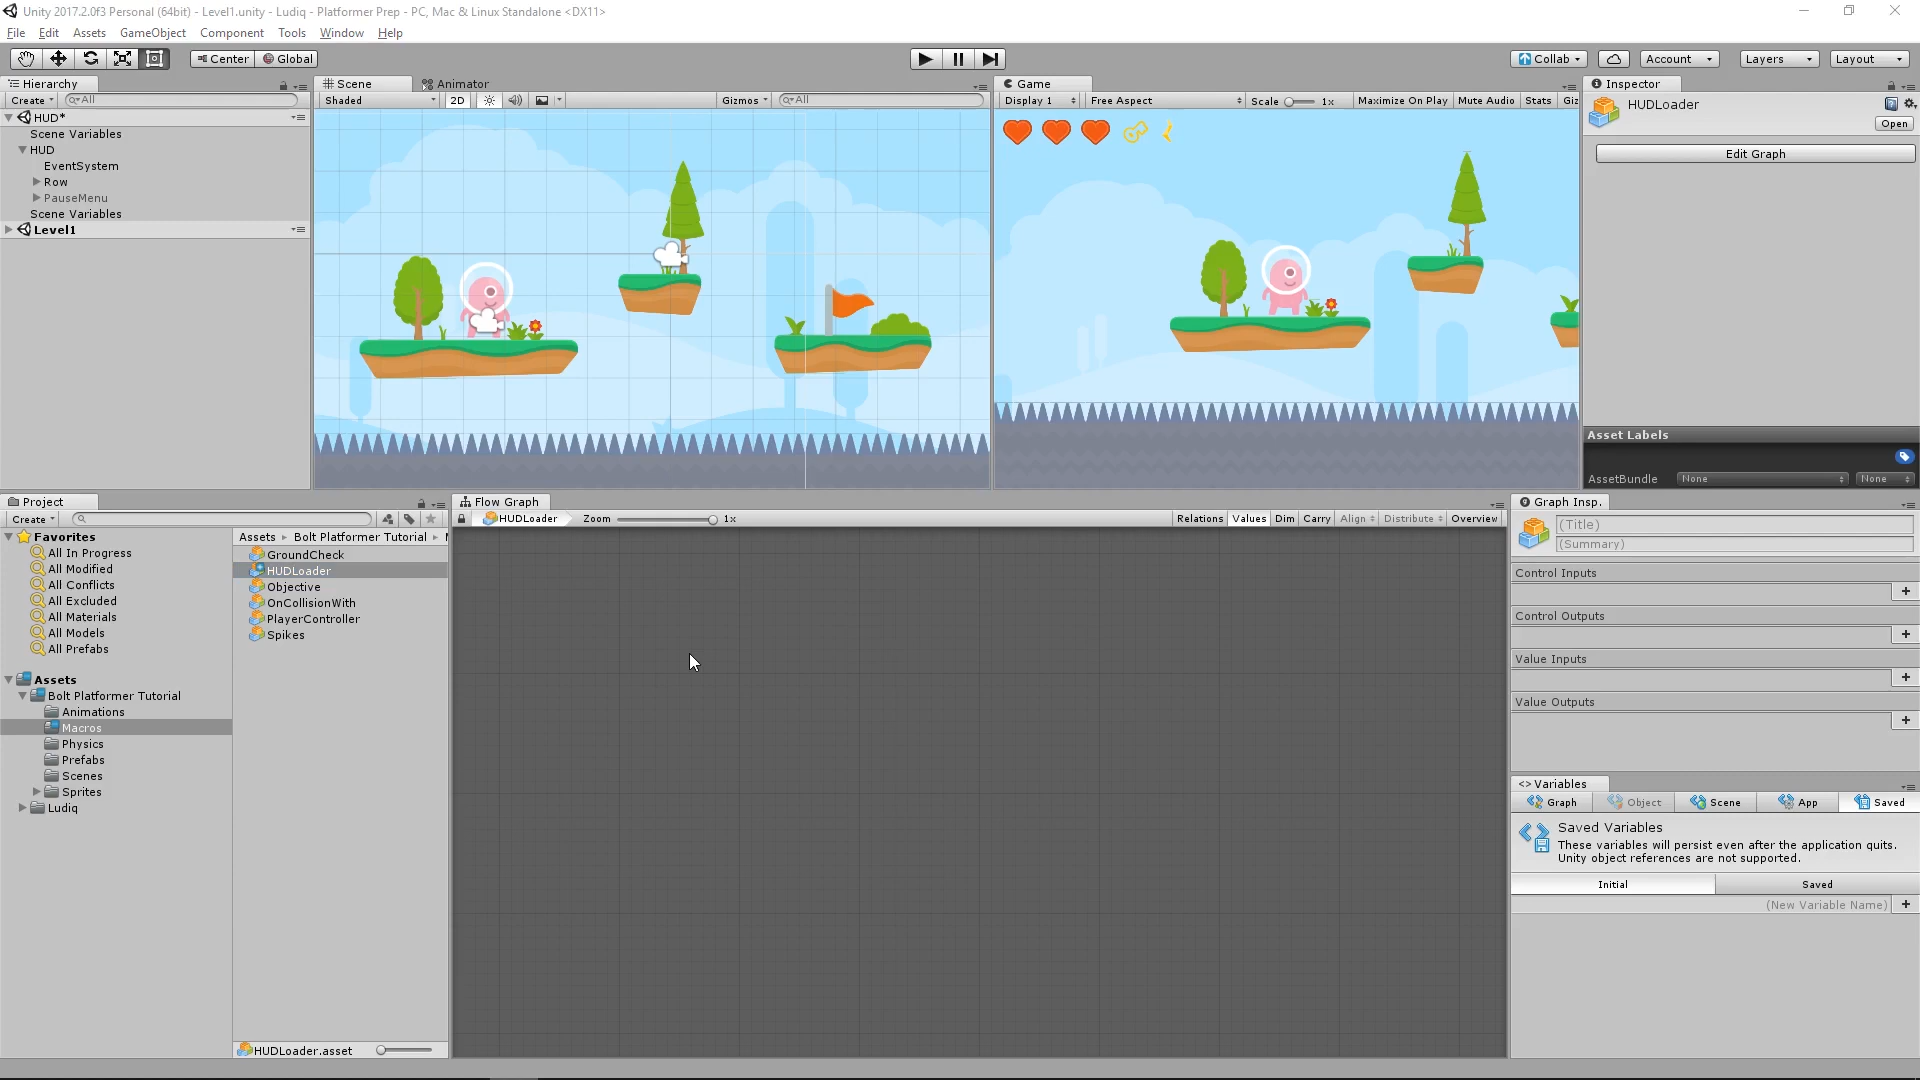 Unity 2017.2.0f3 Personal (64bit) - Level1.unity - Ludiq - Platformer Prep - PC, Mac & Linux Standalone <DX11>
File Edit Assets GameObject Component Tools Window Help
Center Global Collab Account Layers Layout
Hierarchy
Create All
HUD*
Scene Variables
HUD
EventSystem
Row
PauseMenu
Scene Variables
Level1
Scene Animator
Shaded 2D Gizmos All
Game
Display 1 Free Aspect Scale 1x Maximize On Play Mute Audio Stats Giz
Inspector
HUDLoader
Open
Edit Graph
Asset Labels
AssetBundle None None
Project
Create
Favorites
All In Progress
All Modified
All Conflicts
All Excluded
All Materials
All Models
All Prefabs
Assets
Bolt Platformer Tutorial
Animations
Macros
Physics
Prefabs
Scenes
Sprites
Ludiq
Assets Bolt Platformer Tutorial
GroundCheck
HUDLoader
Objective
OnCollisionWith
PlayerController
Spikes
HUDLoader.asset
Flow Graph
HUDLoader Zoom 1x Relations Values Dim Carry Align Distribute Overview
Graph Insp.
(Title)
(Summary)
Control Inputs
Control Outputs
Value Inputs
Value Outputs
Variables
Graph Object Scene App Saved
Saved Variables
These variables will persist even after the application quits.
Unity object references are not supported.
Initial Saved
(New Variable Name)